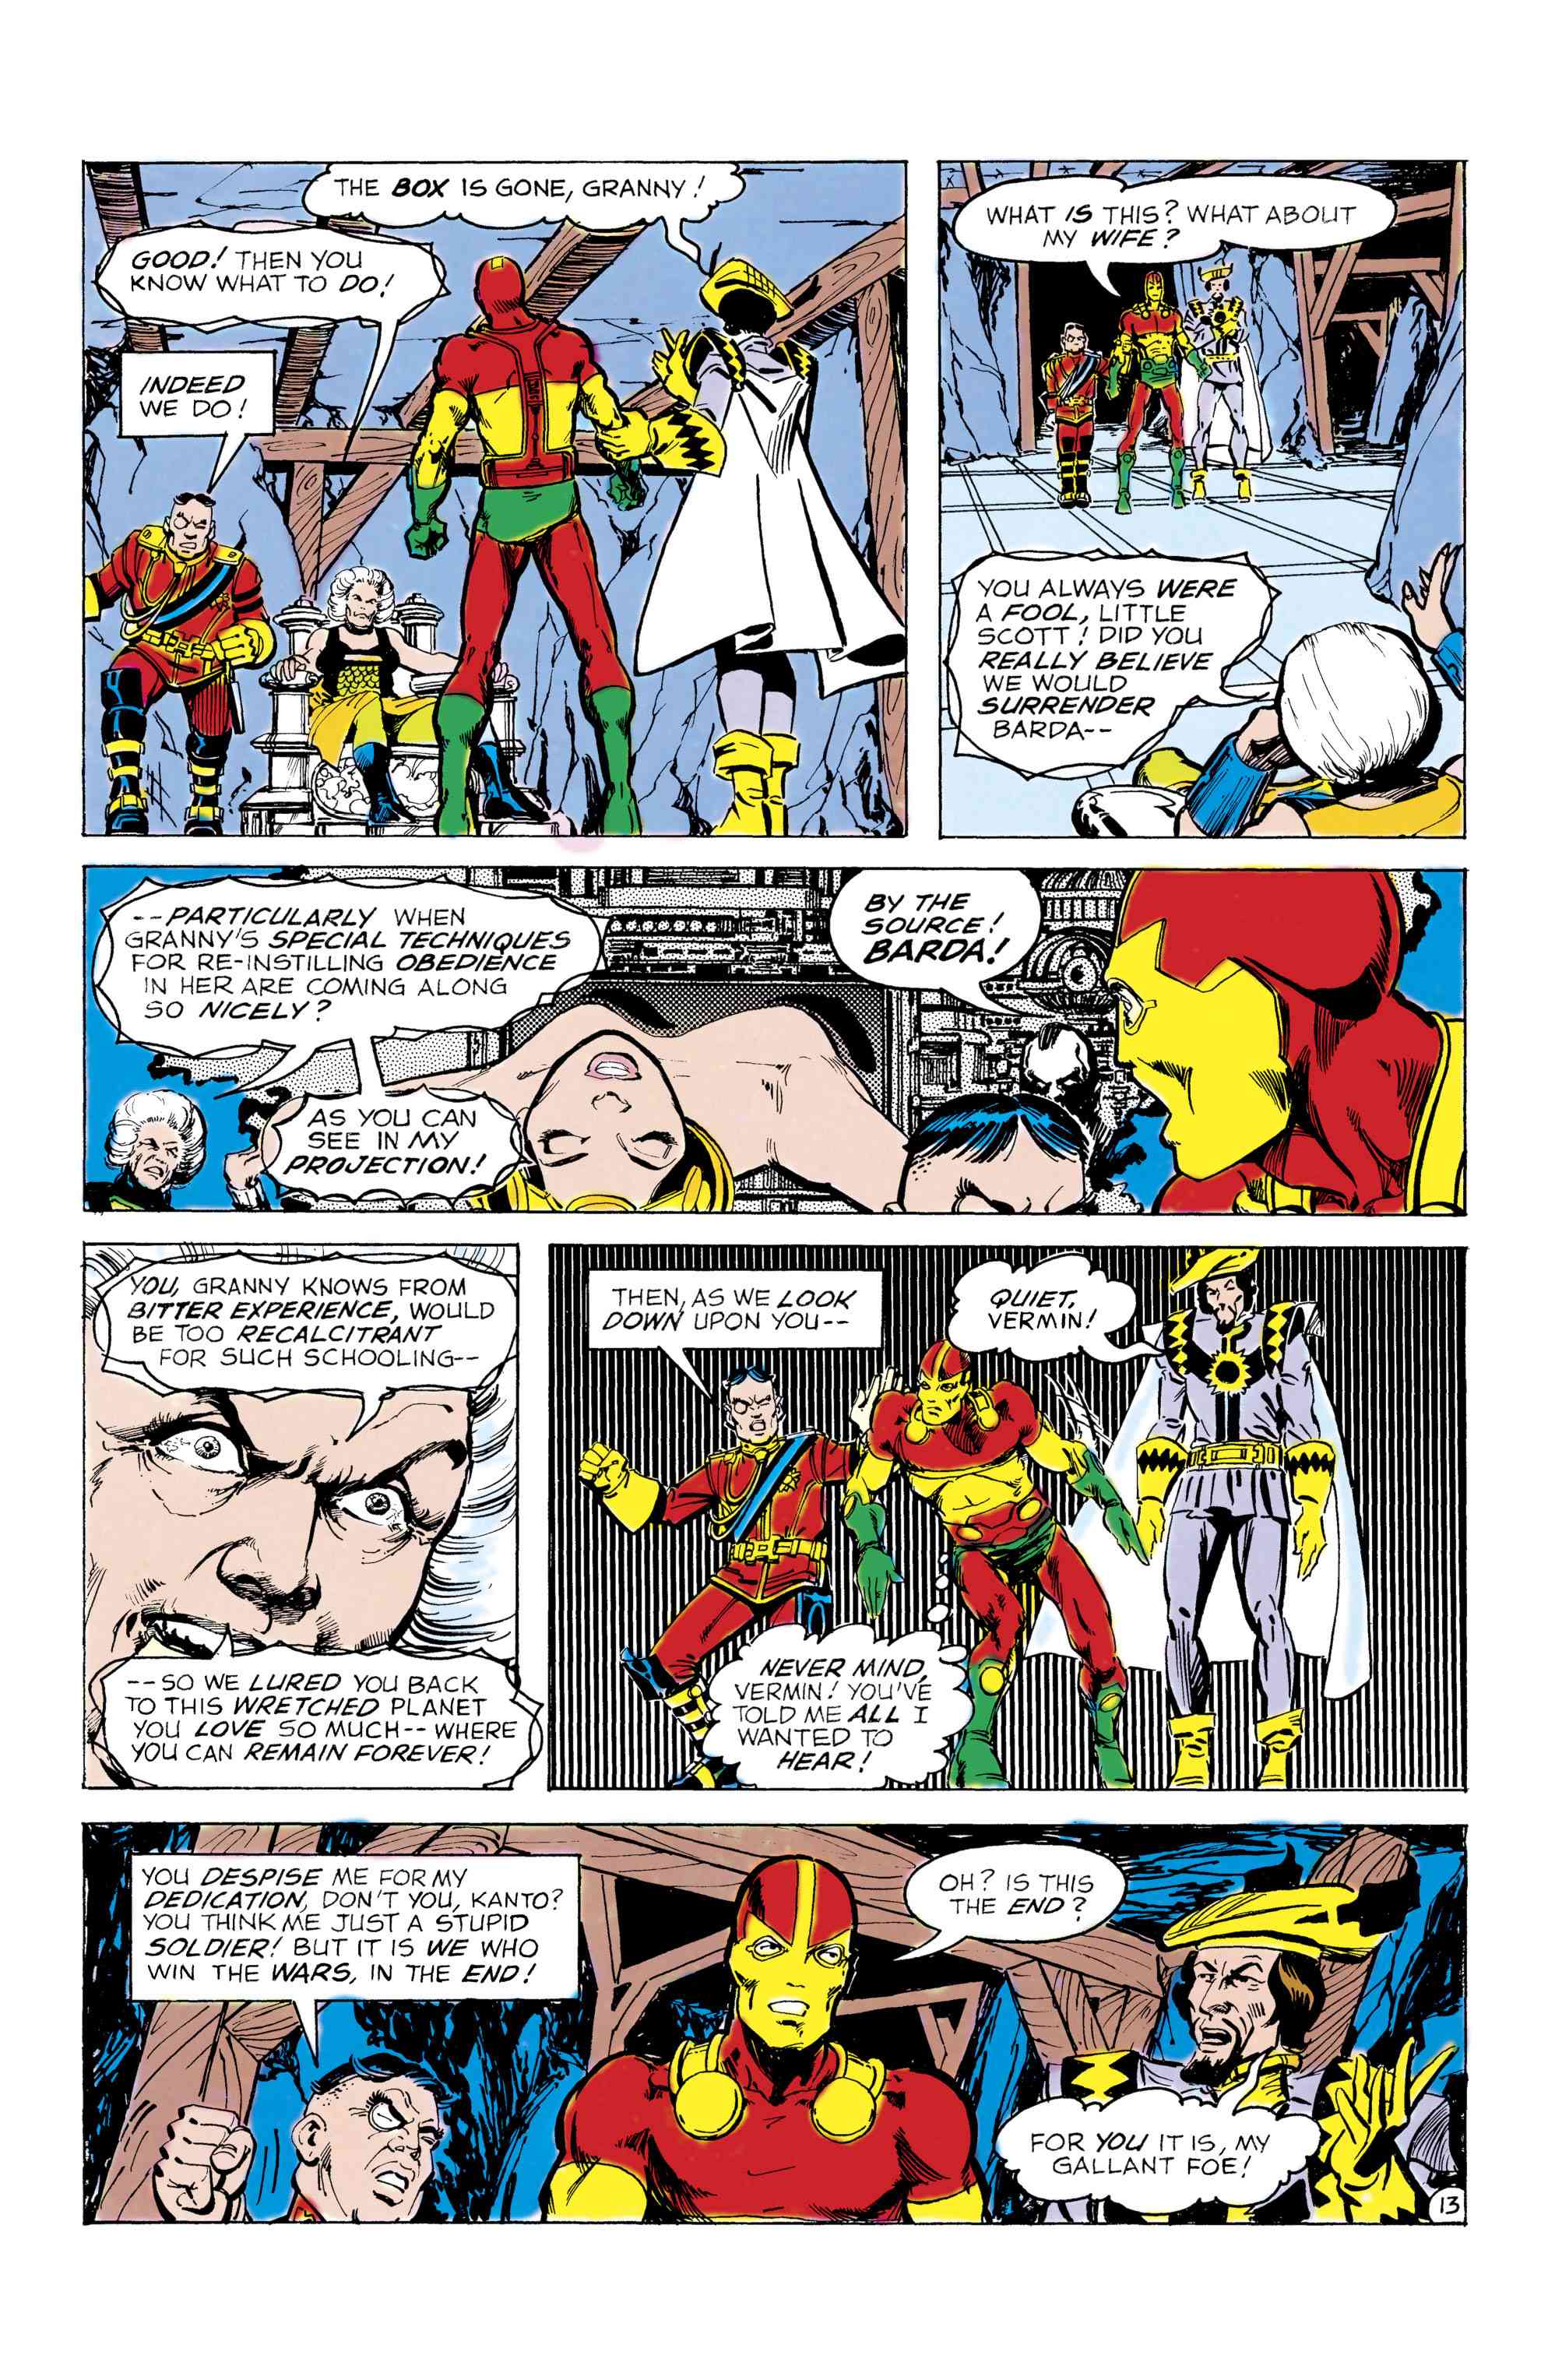 THE BOX IS GONE, GRANNY!
GOOD! THEN YOU
KNOW WHAT TO DO!
INDEED
WE DO!
WHAT IS THIS? WHAT ABOUT
MY WIFE?
YOU ALWAYS WERE
A FOOL, LITTLE
SCOTT! DID YOU
REALLY BELIEVE
WE WOULD
SURRENDER
BARDA--
--PARTICULARLY WHEN
GRANNY'S SPECIAL TECHNIQUES
FOR RE-INSTILLING OBEDIENCE
IN HER ARE COMING ALONG
SO NICELY?
AS YOU CAN
SEE IN MY
PROJECTION!
BY THE
SOURCE!
BARDA!
YOU, GRANNY KNOWS FROM
BITTER EXPERIENCE, WOULD
BE TOO RECALCITRANT
FOR SUCH SCHOOLING--
--SO WE LURED YOU BACK
TO THIS WRETCHED PLANET
YOU LOVE SO MUCH--WHERE
YOU CAN REMAIN FOREVER!
THEN, AS WE LOOK
DOWN UPON YOU--
QUIET,
VERMIN!
NEVER MIND,
VERMIN! YOU'VE
TOLD ME ALL I
WANTED TO
HEAR!
YOU DESPISE ME FOR MY
DEDICATION, DON'T YOU, KANTO?
YOU THINK ME JUST A STUPID
SOLDIER! BUT IT IS WE WHO
WIN THE WARS, IN THE END!
OH? IS THIS
THE END?
FOR YOU IT IS, MY
GALLANT FOE!
13